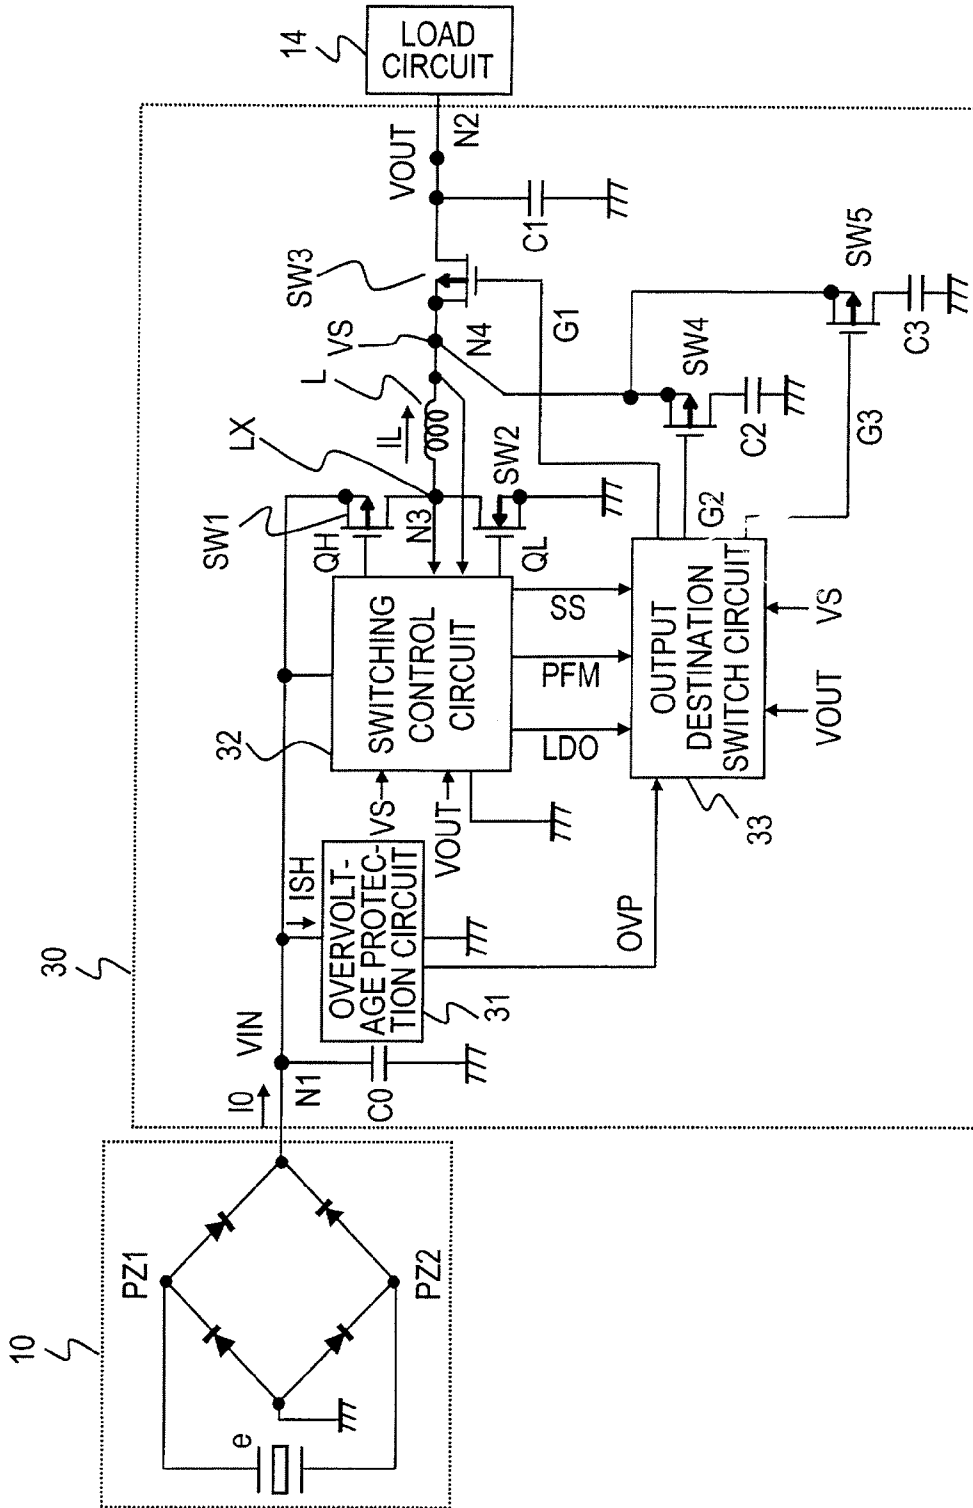 10
e
PZ1
PZ2
30
I0
VIN
N1
C0
ISH
OVERVOLT-
AGE PROTEC-
TION CIRCUIT
31
OVP
32
SWITCHING
CONTROL
CIRCUIT
VS
VOUT
SS
PFM
LDO
SW1
QH
N3
LX
QL
SW2
IL
L
VS
N4
SW3
G1
VOUT
N2
C1
14
LOAD
CIRCUIT
SW4
C2
SW5
C3
G2
G3
OUTPUT
DESTINATION
SWITCH CIRCUIT
33
VOUT
VS